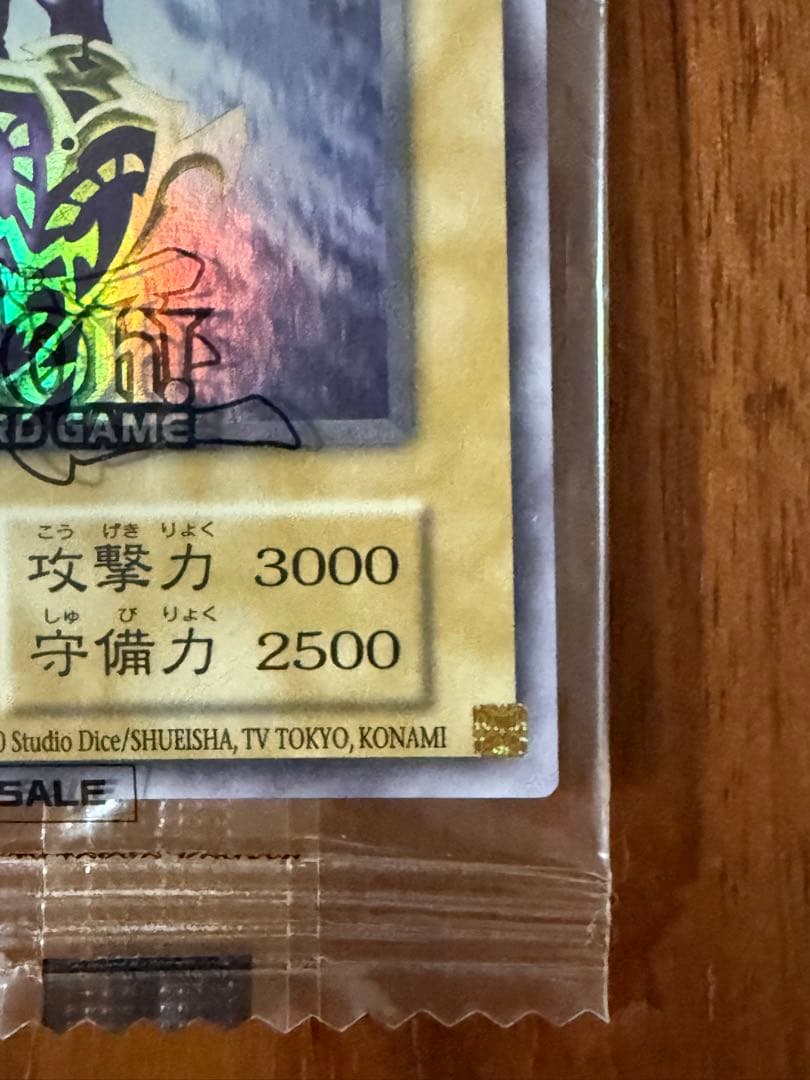 RD GAME
こう げき りょく
攻撃力 3000
しゅ び りょく
守備力 2500
0 Studio Dice/SHUEISHA, TV TOKYO, KONAMI
SALE